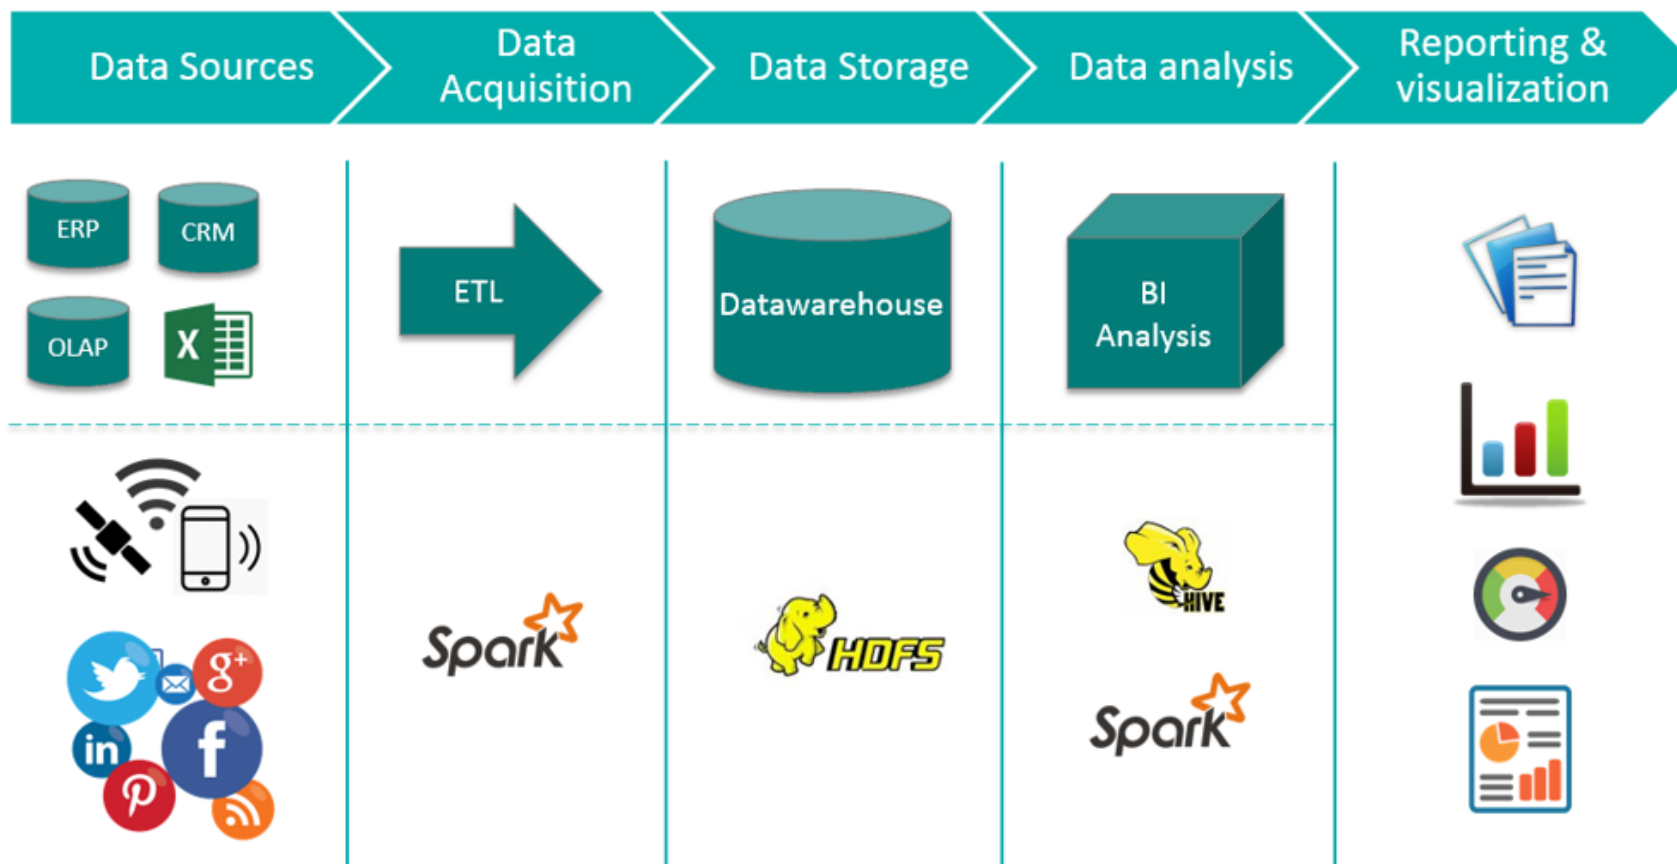 Data Sources
Data
Acquisition
Data Storage
Data analysis
Reporting &
visualization
ERP
CRM
OLAP
X
ETL
Datawarehouse
BI
Analysis
g+
in
f
Spark
HDFS
HIVE
Spark